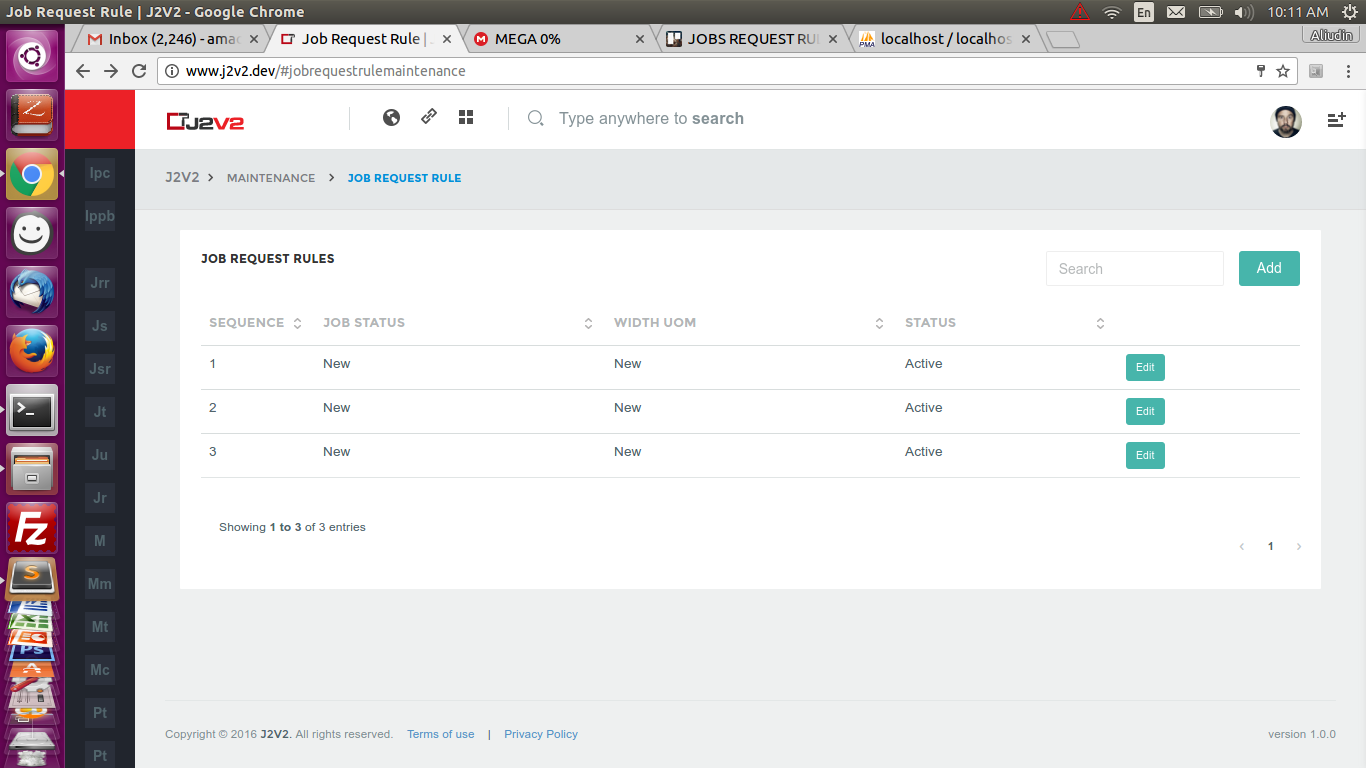 Job Request Rule | J2V2 - Google Chrome
En
10:11 AM
Inbox (2,246) - ama
Job Request Rule |
MEGA 0%
JOBS REQUEST RUL
localhost / localhos
Aliudin
www.j2v2.dev/#jobrequestrulemaintenance
J2V2
Type anywhere to search
J2V2 > MAINTENANCE > JOB REQUEST RULE
Ipc
Ippb
Jrr
Js
Jsr
Jt
Ju
Jr
M
Mm
Mt
Mc
Pt
Pt
JOB REQUEST RULES
Search
Add
SEQUENCE JOB STATUS WIDTH UOM STATUS
1 New New Active Edit
2 New New Active Edit
3 New New Active Edit
Showing 1 to 3 of 3 entries
‹ 1 ›
Copyright © 2016 J2V2. All rights reserved. Terms of use | Privacy Policy
version 1.0.0